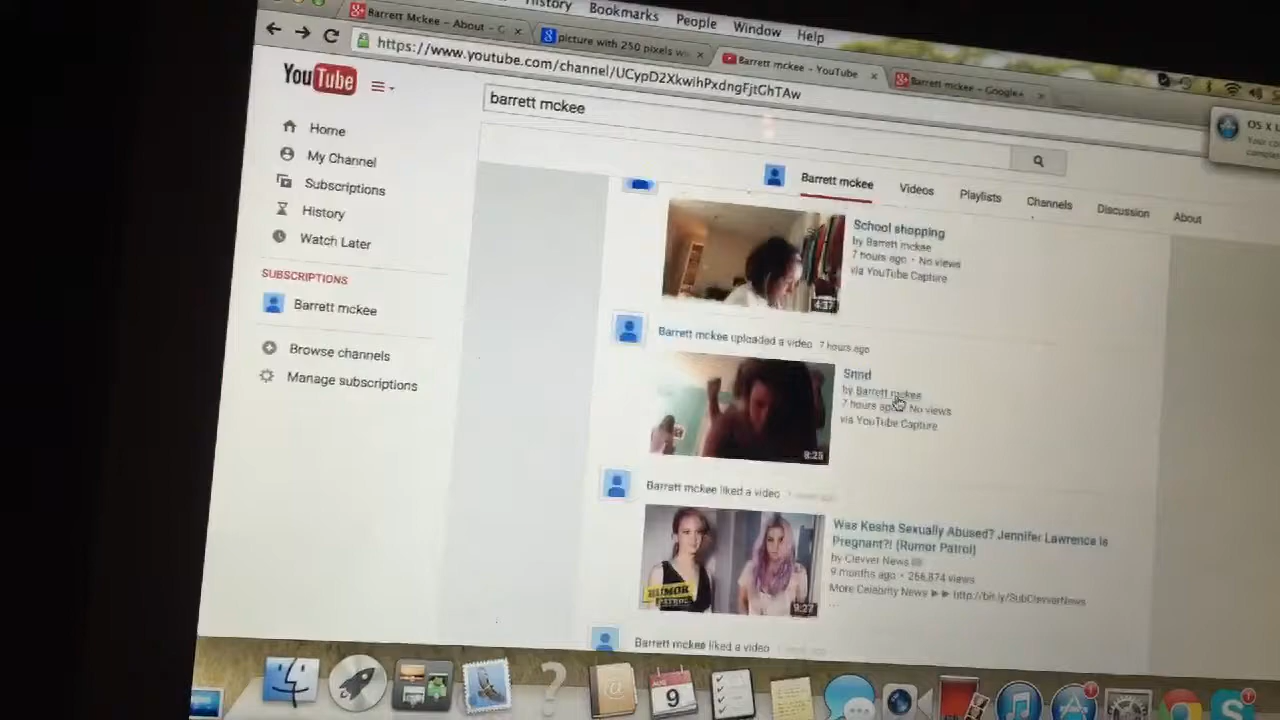 History Bookmarks People Window Help
Barrett Mckee - About - G
picture with 250 pixels w
Barrett mckee - YouTube
Barrett mckee - Google+
https://www.youtube.com/channel/UCypD2XkwihPxdngFjtGhTAw
YouTube
barrett mckee
OS X
Home
My Channel
Subscriptions
History
Watch Later
SUBSCRIPTIONS
Barrett mckee
Browse channels
Manage subscriptions
Barrett mckee Videos Playlists Channels Discussion About
School shopping
by Barrett mckee
7 hours ago • No views
via YouTube Capture
4:37
Barrett mckee uploaded a video 7 hours ago
Snnd
by Barrett mckee
7 hours ago No views
via YouTube Capture
8:25
Barrett mckee liked a video
Was Kesha Sexually Abused? Jennifer Lawrence is
Pregnant?! (Rumor Patrol)
by Clevver News
9 months ago • 266,874 views
More Celebrity News ►► http://bit.ly/SubClevverNews
...
RUMOR
PATROL
9:27
Barrett mckee liked a video
AUG
9